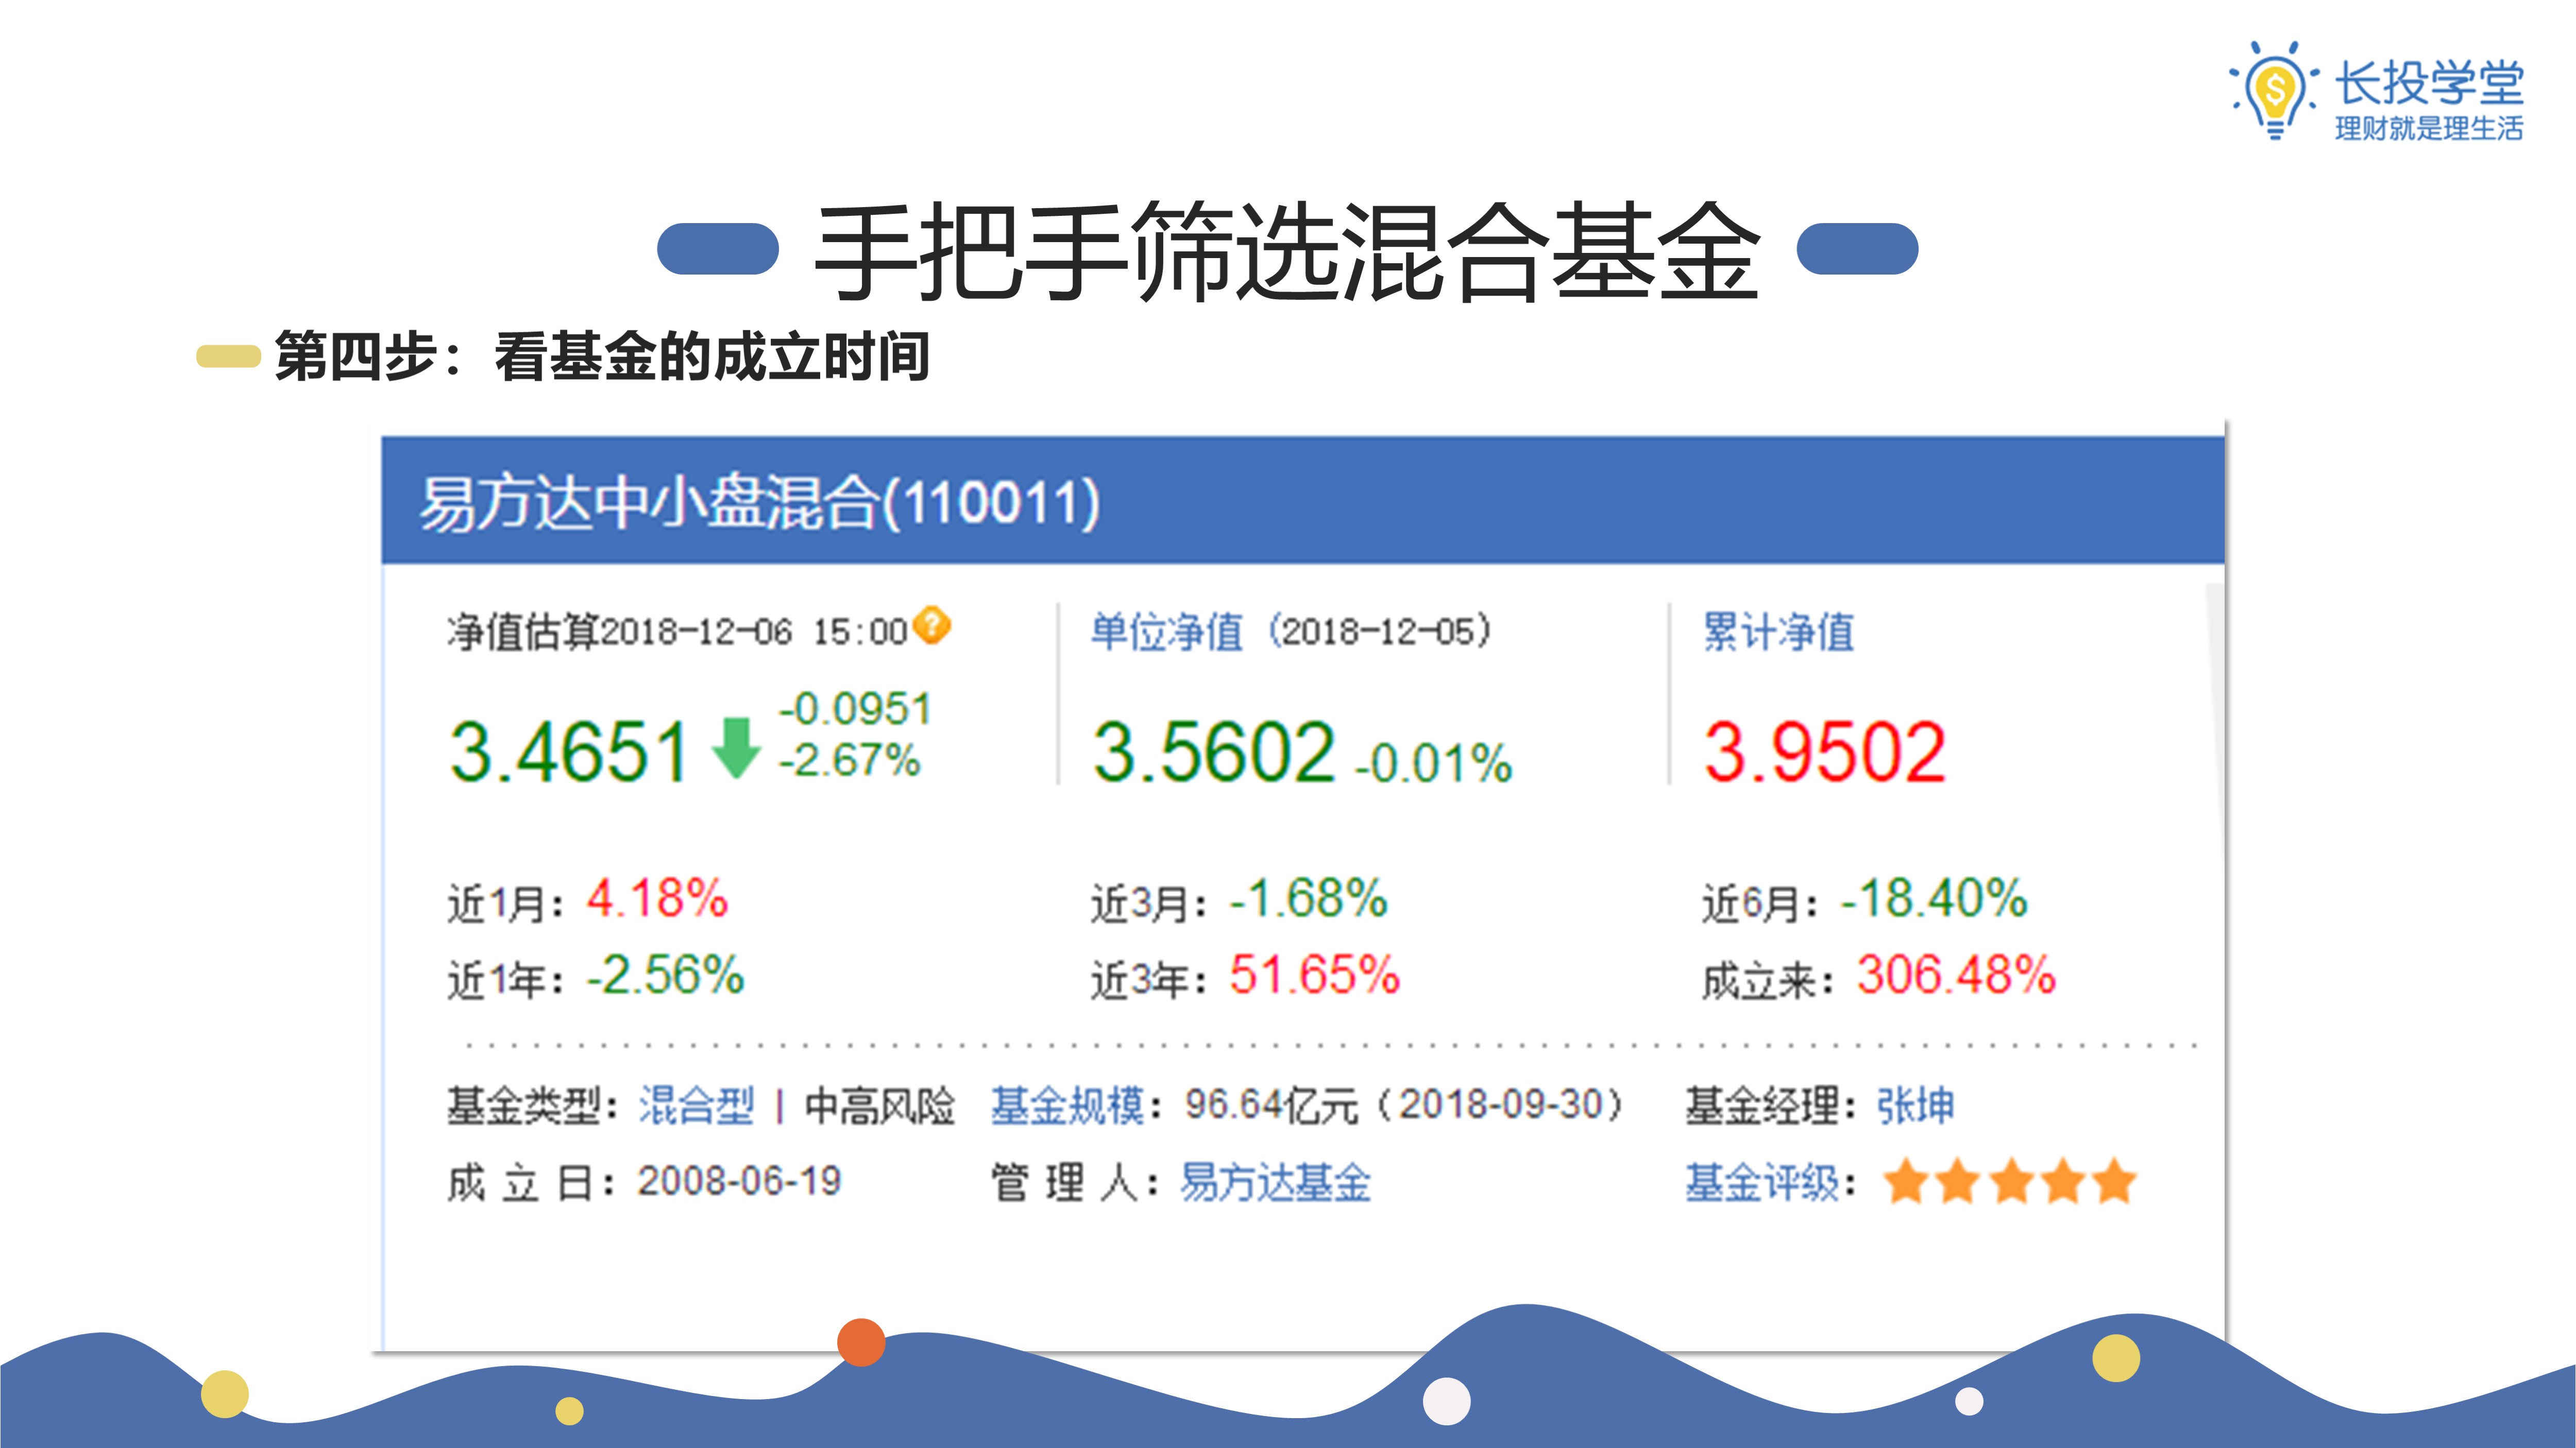 长投学堂
理财就是理生活
手把手筛选混合基金
第四步：看基金的成立时间
易方达中小盘混合(110011)
净值估算2018-12-06 15:00 ? 单位净值（2018-12-05） 累计净值
3.4651 -0.0951 -2.67% 3.5602 -0.01% 3.9502
近1月：4.18% 近3月：-1.68% 近6月：-18.40%
近1年：-2.56% 近3年：51.65% 成立来：306.48%
基金类型：混合型 | 中高风险 基金规模：96.64亿元（2018-09-30） 基金经理：张坤
成 立 日：2008-06-19 管 理 人：易方达基金 基金评级：